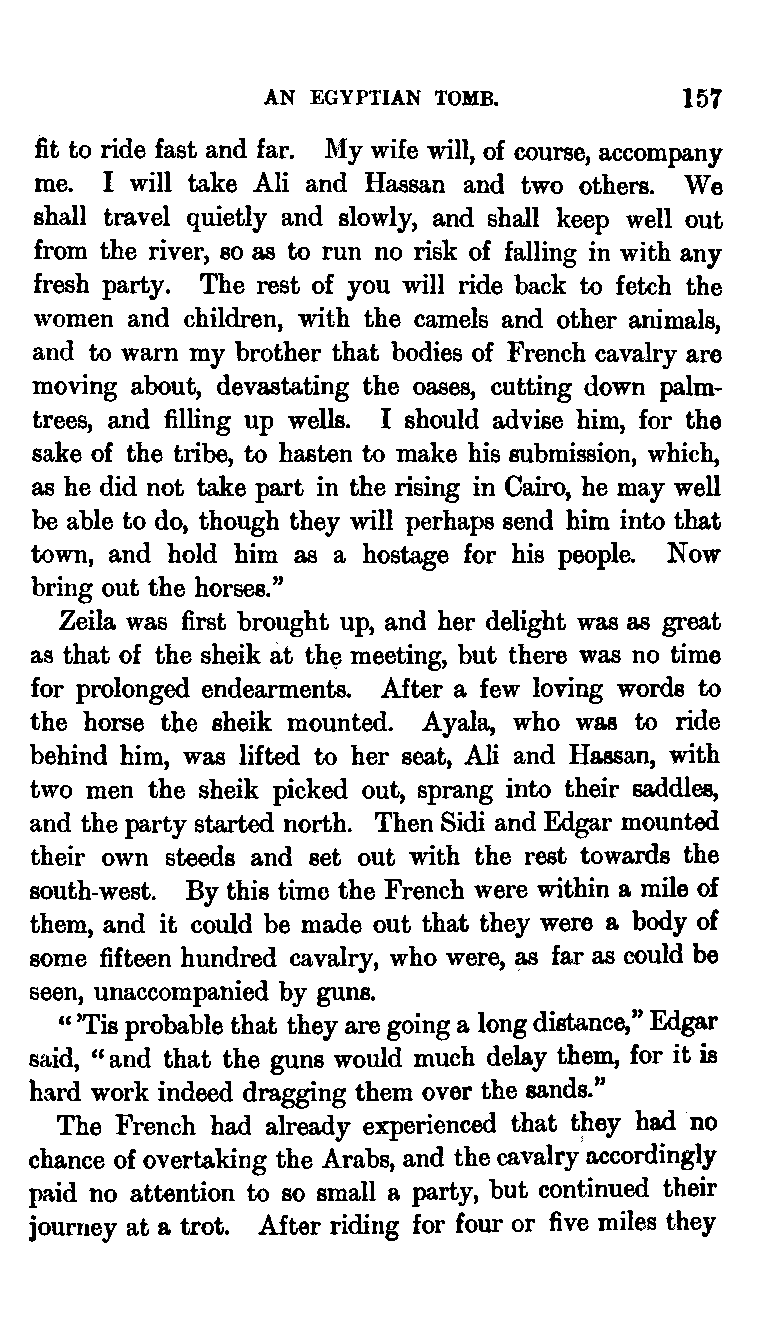 AN EGYPTIAN TOMB. 157
fit to ride fast and far. My wife will, of course, accompany
me. I will take Ali and Hassan and two others. We
shall travel quietly and slowly, and shall keep well out
from the river, so as to run no risk of falling in with any
fresh party. The rest of you will ride back to fetch the
women and children, with the camels and other animals,
and to warn my brother that bodies of French cavalry are
moving about, devastating the oases, cutting down palm-
trees, and filling up wells. I should advise him, for the
sake of the tribe, to hasten to make his submission, which,
as he did not take part in the rising in Cairo, he may well
be able to do, though they will perhaps send him into that
town, and hold him as a hostage for his people. Now
bring out the horses.”
Zeila was first brought up, and her delight was as great
as that of the sheik at the meeting, but there was no time
for prolonged endearments. After a few loving words to
the horse the sheik mounted. Ayala, who was to ride
behind him, was lifted to her seat, Ali and Hassan, with
two men the sheik picked out, sprang into their saddles,
and the party started north. Then Sidi and Edgar mounted
their own steeds and set out with the rest towards the
south-west. By this time the French were within a mile of
them, and it could be made out that they were a body of
some fifteen hundred cavalry, who were, as far as could be
seen, unaccompanied by guns.
“’Tis probable that they are going a long distance,” Edgar
said, “and that the guns would much delay them, for it is
hard work indeed dragging them over the sands.”
The French had already experienced that they had no
chance of overtaking the Arabs, and the cavalry accordingly
paid no attention to so small a party, but continued their
journey at a trot. After riding for four or five miles they